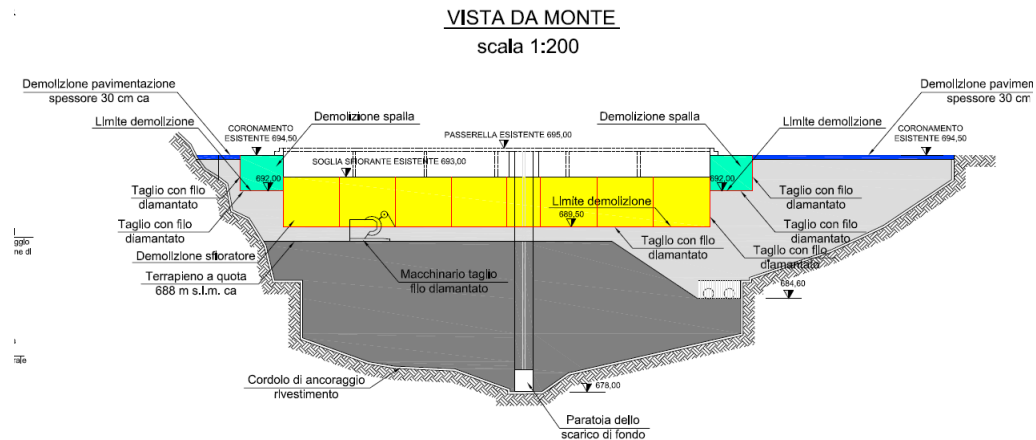 VISTA DA MONTE
scala 1:200
Demolizione pavimentazione
spessore 30 cm ca
Limite demolizione
CORONAMENTO
ESISTENTE 694,50
Demolizione spalla
PASSERELLA ESISTENTE 695,00
Demolizione spalla
Limite demolizione
Demolizione pavimen
spessore 30 cm
CORONAMENTO
ESISTENTE 694,50
SOGLIA SFIORANTE ESISTENTE 693,00
692,00
692,00
Taglio con filo
diamantato
Taglio con filo
diamantato
Demolizione sfioratore
Terrapieno a quota
688 m s.l.m. ca
Limite demolizione
689,50
Macchinario taglio
filo diamantato
Taglio con filo
diamantato
Taglio con filo
diamantato
Taglio con filo
diamantato
Taglio con filo
diamantato
684,60
Cordolo di ancoraggio
rivestimento
678,00
Paratoia dello
scarico di fondo
aggio
ne di